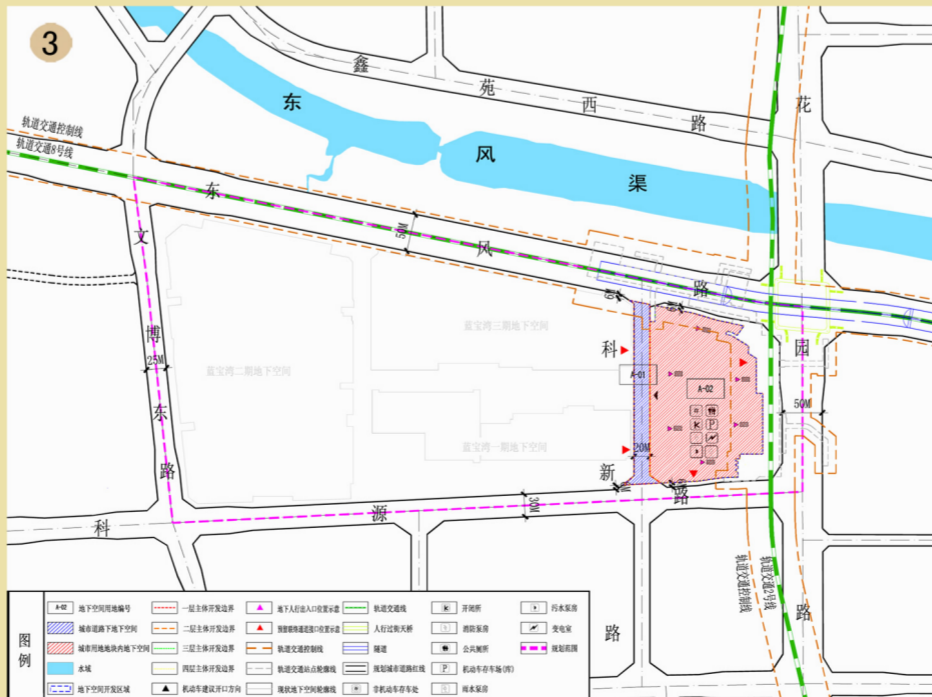 3
鑫苑西路
东风渠
花园路
轨道交通控制线
轨道交通8号线
东风路
50M
文博东路
25M
蓝宝湾三期地下空间
蓝宝湾二期地下空间
蓝宝湾一期地下空间
科新路
A-01
A-02
20M
50M
科源路
30M
轨道交通控制线
轨道交通2号线
图例
A-02 地下空间用地编号
一层主体开发边界
地下人行出入口位置示意
轨道交通线
开闭所
污水泵房
城市道路下地下空间
二层主体开发边界
预留联络通道接口位置示意
人行过街天桥
消防泵房
变电室
城市用地地块内地下空间
三层主体开发边界
轨道交通控制线
隧道
公共厕所
规划范围
水域
四层主体开发边界
轨道交通站点轮廓线
规划城市道路红线
P 机动车存车场(库)
地下空间开发区域
机动车建议开口方向
现状地下空间轮廓线
非机动车存车处
雨水泵房